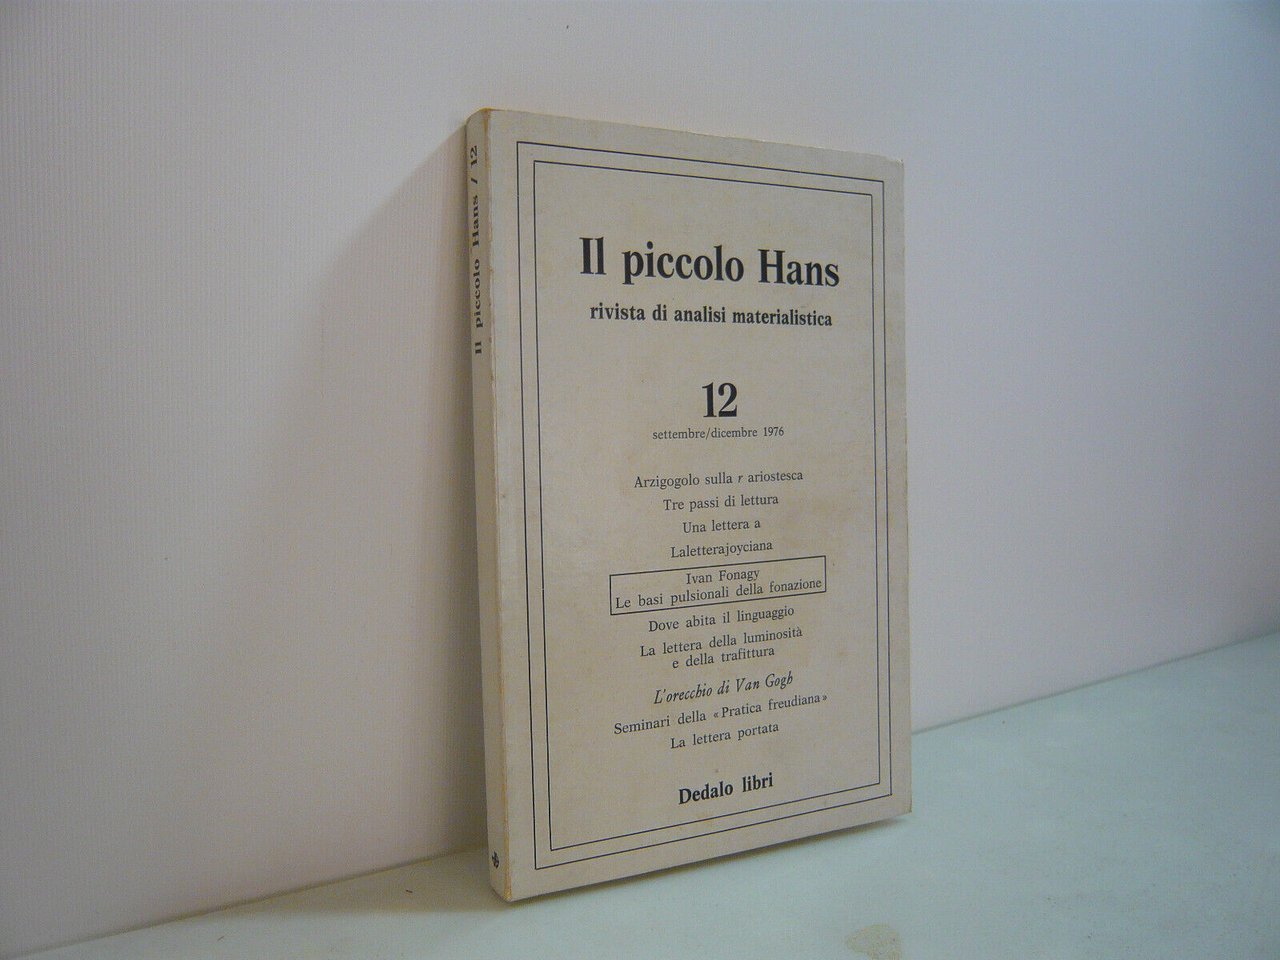 Il piccolo Hans / 12
Il piccolo Hans
rivista di analisi materialistica
12
settembre/dicembre 1976
Arzigogolo sulla r ariostesca
Tre passi di lettura
Una lettera a
Laletterajoyciana
Ivan Fonagy
Le basi pulsionali della fonazione
Dove abita il linguaggio
La lettera della luminosità
e della trafittura
L'orecchio di Van Gogh
Seminari della «Pratica freudiana»
La lettera portata
Dedalo libri